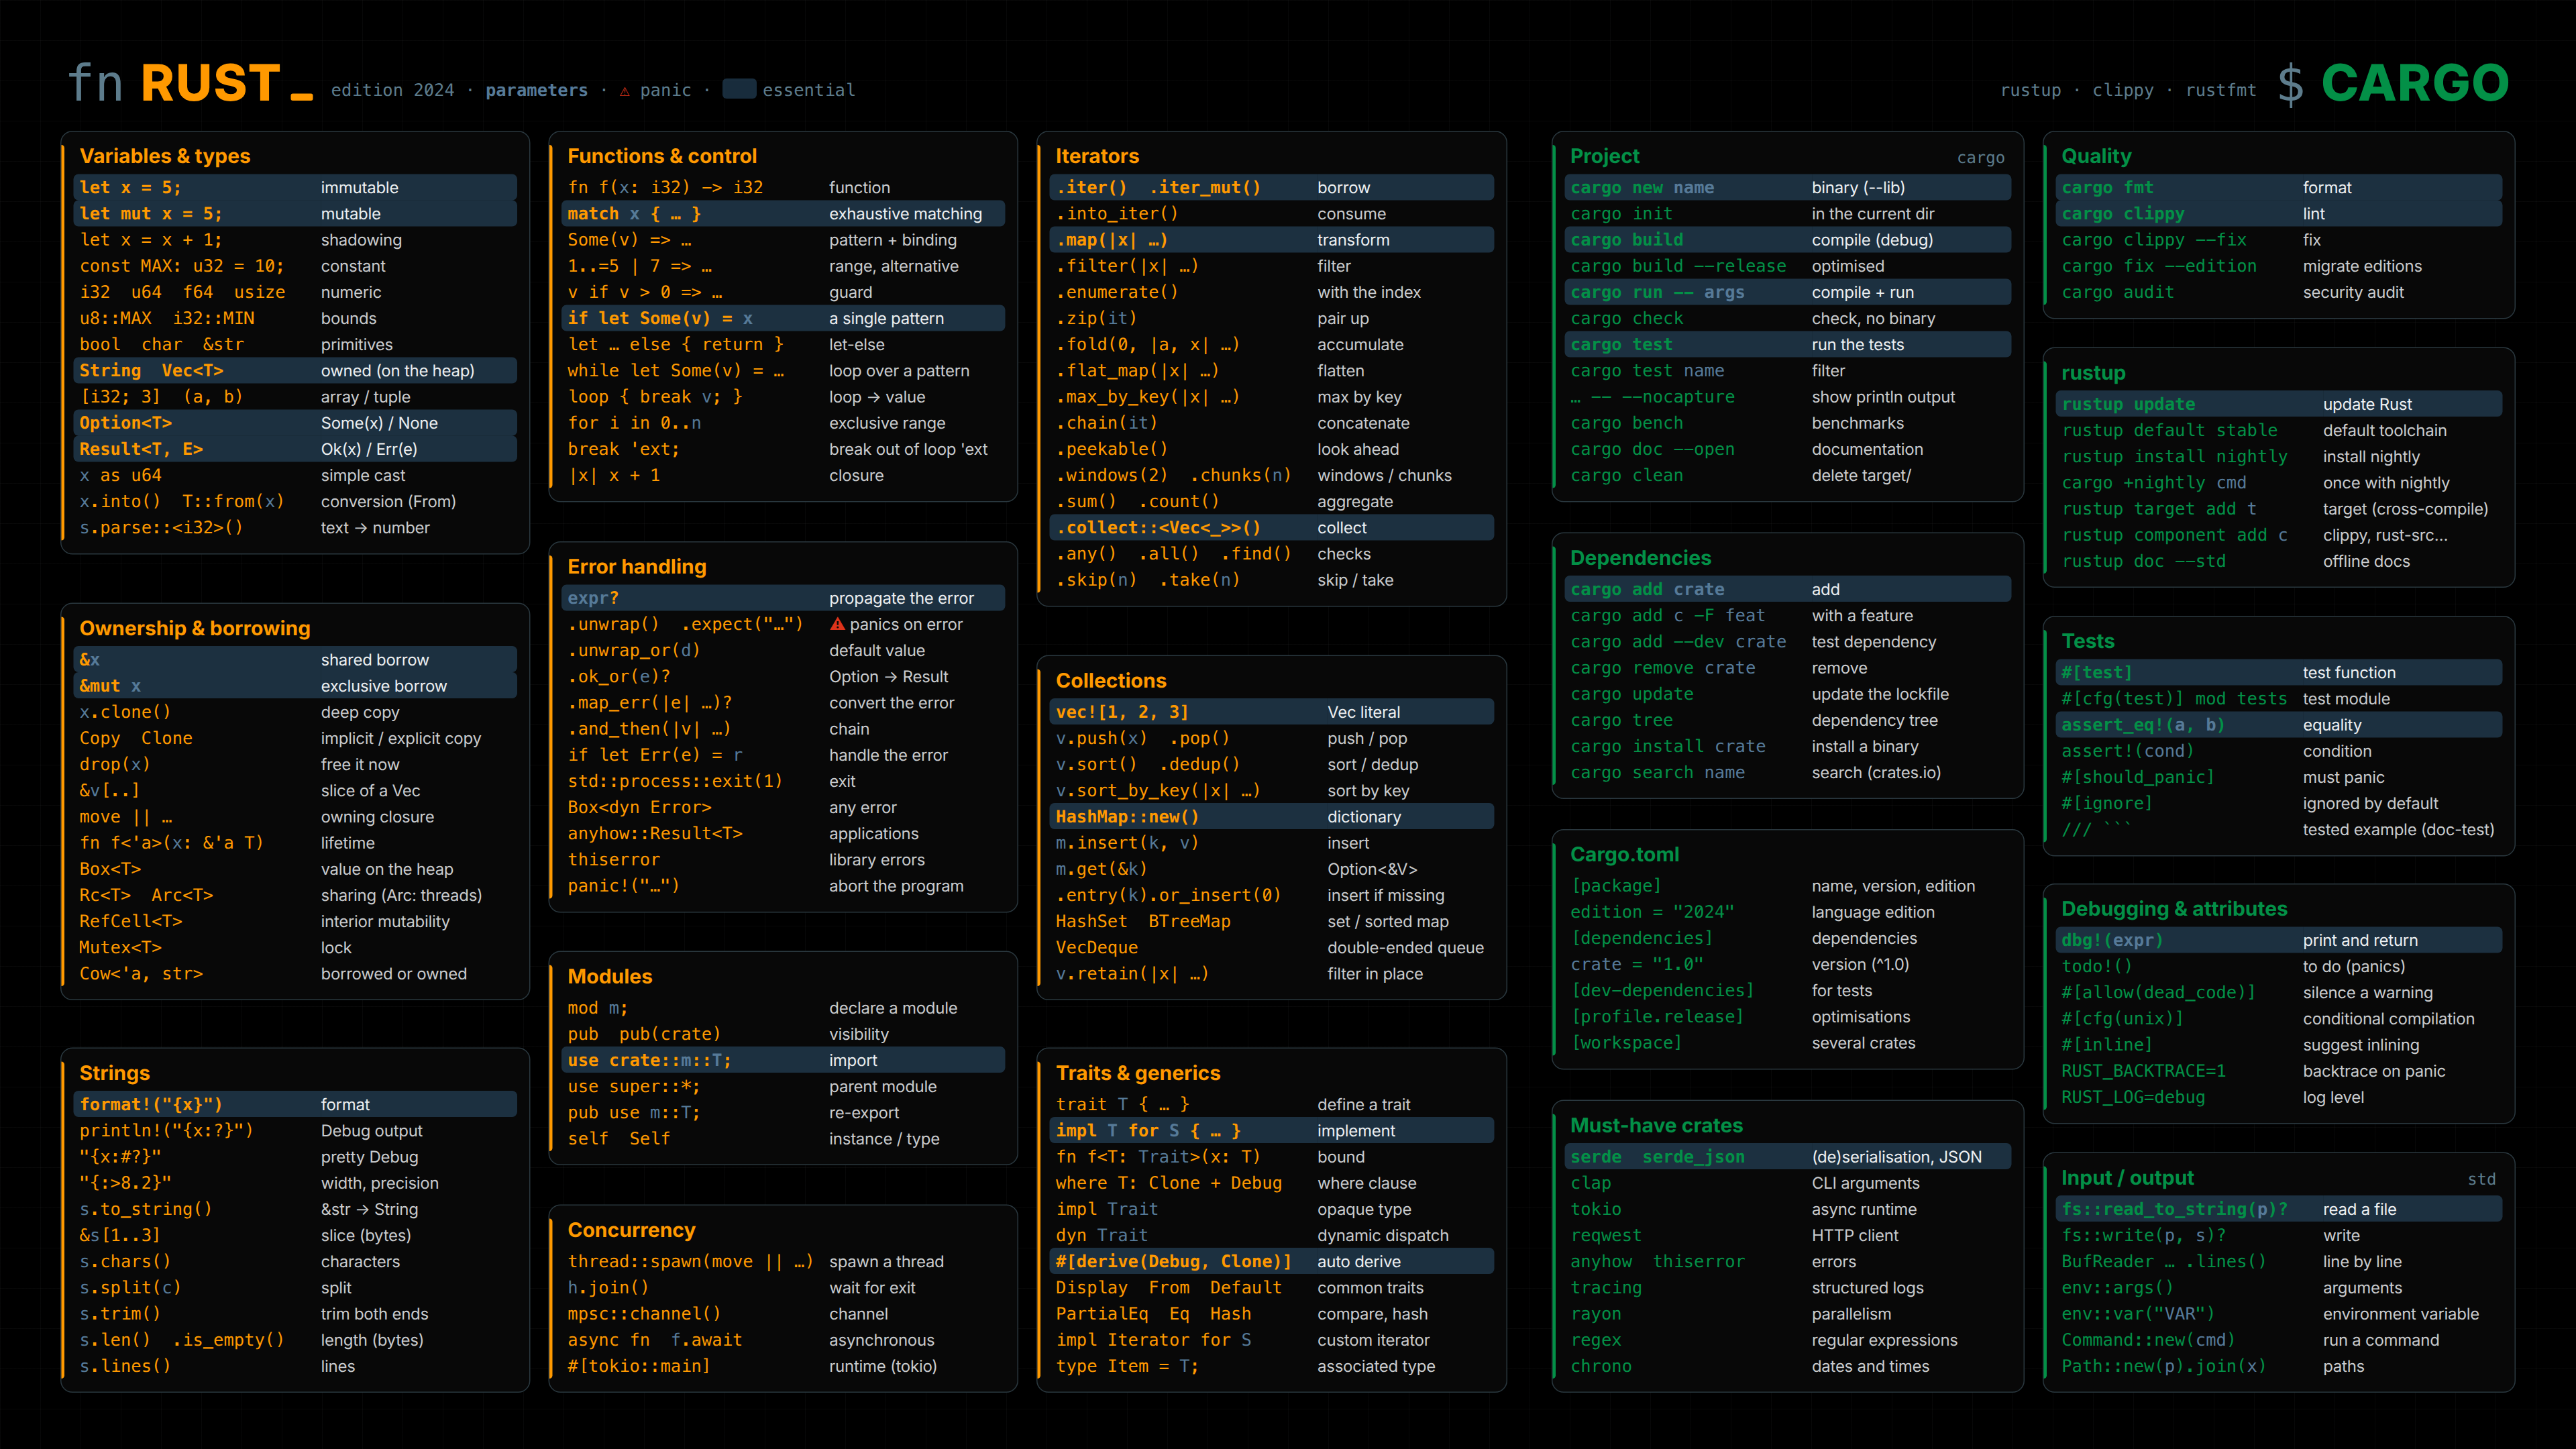 fn RUST_ edition 2024 · parameters · ⚠ panic · essential
rustup · clippy · rustfmt $ CARGO
Variables & types
let x = 5; immutable
let mut x = 5; mutable
let x = x + 1; shadowing
const MAX: u32 = 10; constant
i32 u64 f64 usize numeric
u8::MAX i32::MIN bounds
bool char &str primitives
String Vec<T> owned (on the heap)
[i32; 3] (a, b) array / tuple
Option<T> Some(x) / None
Result<T, E> Ok(x) / Err(e)
x as u64 simple cast
x.into() T::from(x) conversion (From)
s.parse::<i32>() text → number
Ownership & borrowing
&x shared borrow
&mut x exclusive borrow
x.clone() deep copy
Copy Clone implicit / explicit copy
drop(x) free it now
&v[..] slice of a Vec
move || … owning closure
fn f<'a>(x: &'a T) lifetime
Box<T> value on the heap
Rc<T> Arc<T> sharing (Arc: threads)
RefCell<T> interior mutability
Mutex<T> lock
Cow<'a, str> borrowed or owned
Strings
format!("{x}") format
println!("{x:?}") Debug output
"{x:#?}" pretty Debug
"{:>8.2}" width, precision
s.to_string() &str → String
&s[1..3] slice (bytes)
s.chars() characters
s.split(c) split
s.trim() trim both ends
s.len() .is_empty() length (bytes)
s.lines() lines
Functions & control
fn f(x: i32) -> i32 function
match x { … } exhaustive matching
Some(v) => … pattern + binding
1..=5 | 7 => … range, alternative
v if v > 0 => … guard
if let Some(v) = x a single pattern
let … else { return } let-else
while let Some(v) = … loop over a pattern
loop { break v; } loop → value
for i in 0..n exclusive range
break 'ext; break out of loop 'ext
|x| x + 1 closure
Error handling
expr? propagate the error
.unwrap() .expect("…") ⚠ panics on error
.unwrap_or(d) default value
.ok_or(e)? Option → Result
.map_err(|e| …)? convert the error
.and_then(|v| …) chain
if let Err(e) = r handle the error
std::process::exit(1) exit
Box<dyn Error> any error
anyhow::Result<T> applications
thiserror library errors
panic!("…") abort the program
Modules
mod m; declare a module
pub pub(crate) visibility
use crate::m::T; import
use super::*; parent module
pub use m::T; re-export
self Self instance / type
Concurrency
thread::spawn(move || …) spawn a thread
h.join() wait for exit
mpsc::channel() channel
async fn f.await asynchronous
#[tokio::main] runtime (tokio)
Iterators
.iter() .iter_mut() borrow
.into_iter() consume
.map(|x| …) transform
.filter(|x| …) filter
.enumerate() with the index
.zip(it) pair up
.fold(0, |a, x| …) accumulate
.flat_map(|x| …) flatten
.max_by_key(|x| …) max by key
.chain(it) concatenate
.peekable() look ahead
.windows(2) .chunks(n) windows / chunks
.sum() .count() aggregate
.collect::<Vec<_>>() collect
.any() .all() .find() checks
.skip(n) .take(n) skip / take
Collections
vec![1, 2, 3] Vec literal
v.push(x) .pop() push / pop
v.sort() .dedup() sort / dedup
v.sort_by_key(|x| …) sort by key
HashMap::new() dictionary
m.insert(k, v) insert
m.get(&k) Option<&V>
.entry(k).or_insert(0) insert if missing
HashSet BTreeMap set / sorted map
VecDeque double-ended queue
v.retain(|x| …) filter in place
Traits & generics
trait T { … } define a trait
impl T for S { … } implement
fn f<T: Trait>(x: T) bound
where T: Clone + Debug where clause
impl Trait opaque type
dyn Trait dynamic dispatch
#[derive(Debug, Clone)] auto derive
Display From Default common traits
PartialEq Eq Hash compare, hash
impl Iterator for S custom iterator
type Item = T; associated type
Project cargo
cargo new name binary (--lib)
cargo init in the current dir
cargo build compile (debug)
cargo build --release optimised
cargo run -- args compile + run
cargo check check, no binary
cargo test run the tests
cargo test name filter
… -- --nocapture show println output
cargo bench benchmarks
cargo doc --open documentation
cargo clean delete target/
Dependencies
cargo add crate add
cargo add c -F feat with a feature
cargo add --dev crate test dependency
cargo remove crate remove
cargo update update the lockfile
cargo tree dependency tree
cargo install crate install a binary
cargo search name search (crates.io)
Cargo.toml
[package] name, version, edition
edition = "2024" language edition
[dependencies] dependencies
crate = "1.0" version (^1.0)
[dev-dependencies] for tests
[profile.release] optimisations
[workspace] several crates
Must-have crates
serde serde_json (de)serialisation, JSON
clap CLI arguments
tokio async runtime
reqwest HTTP client
anyhow thiserror errors
tracing structured logs
rayon parallelism
regex regular expressions
chrono dates and times
Quality
cargo fmt format
cargo clippy lint
cargo clippy --fix fix
cargo fix --edition migrate editions
cargo audit security audit
rustup
rustup update update Rust
rustup default stable default toolchain
rustup install nightly install nightly
cargo +nightly cmd once with nightly
rustup target add t target (cross-compile)
rustup component add c clippy, rust-src…
rustup doc --std offline docs
Tests
#[test] test function
#[cfg(test)] mod tests test module
assert_eq!(a, b) equality
assert!(cond) condition
#[should_panic] must panic
#[ignore] ignored by default
/// ``` tested example (doc-test)
Debugging & attributes
dbg!(expr) print and return
todo!() to do (panics)
#[allow(dead_code)] silence a warning
#[cfg(unix)] conditional compilation
#[inline] suggest inlining
RUST_BACKTRACE=1 backtrace on panic
RUST_LOG=debug log level
Input / output std
fs::read_to_string(p)? read a file
fs::write(p, s)? write
BufReader … .lines() line by line
env::args() arguments
env::var("VAR") environment variable
Command::new(cmd) run a command
Path::new(p).join(x) paths